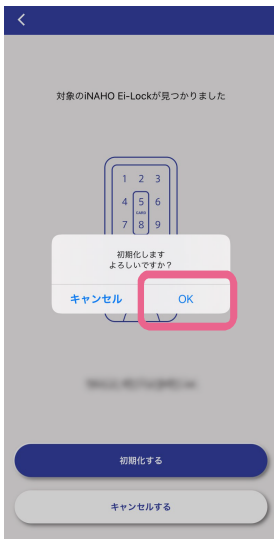 対象のiNAHO Ei-Lockが見つかりました
1 2 3
4 5 6
CARD
7 8 9
初期化します
よろしいですか？
キャンセル OK
初期化する
キャンセルする